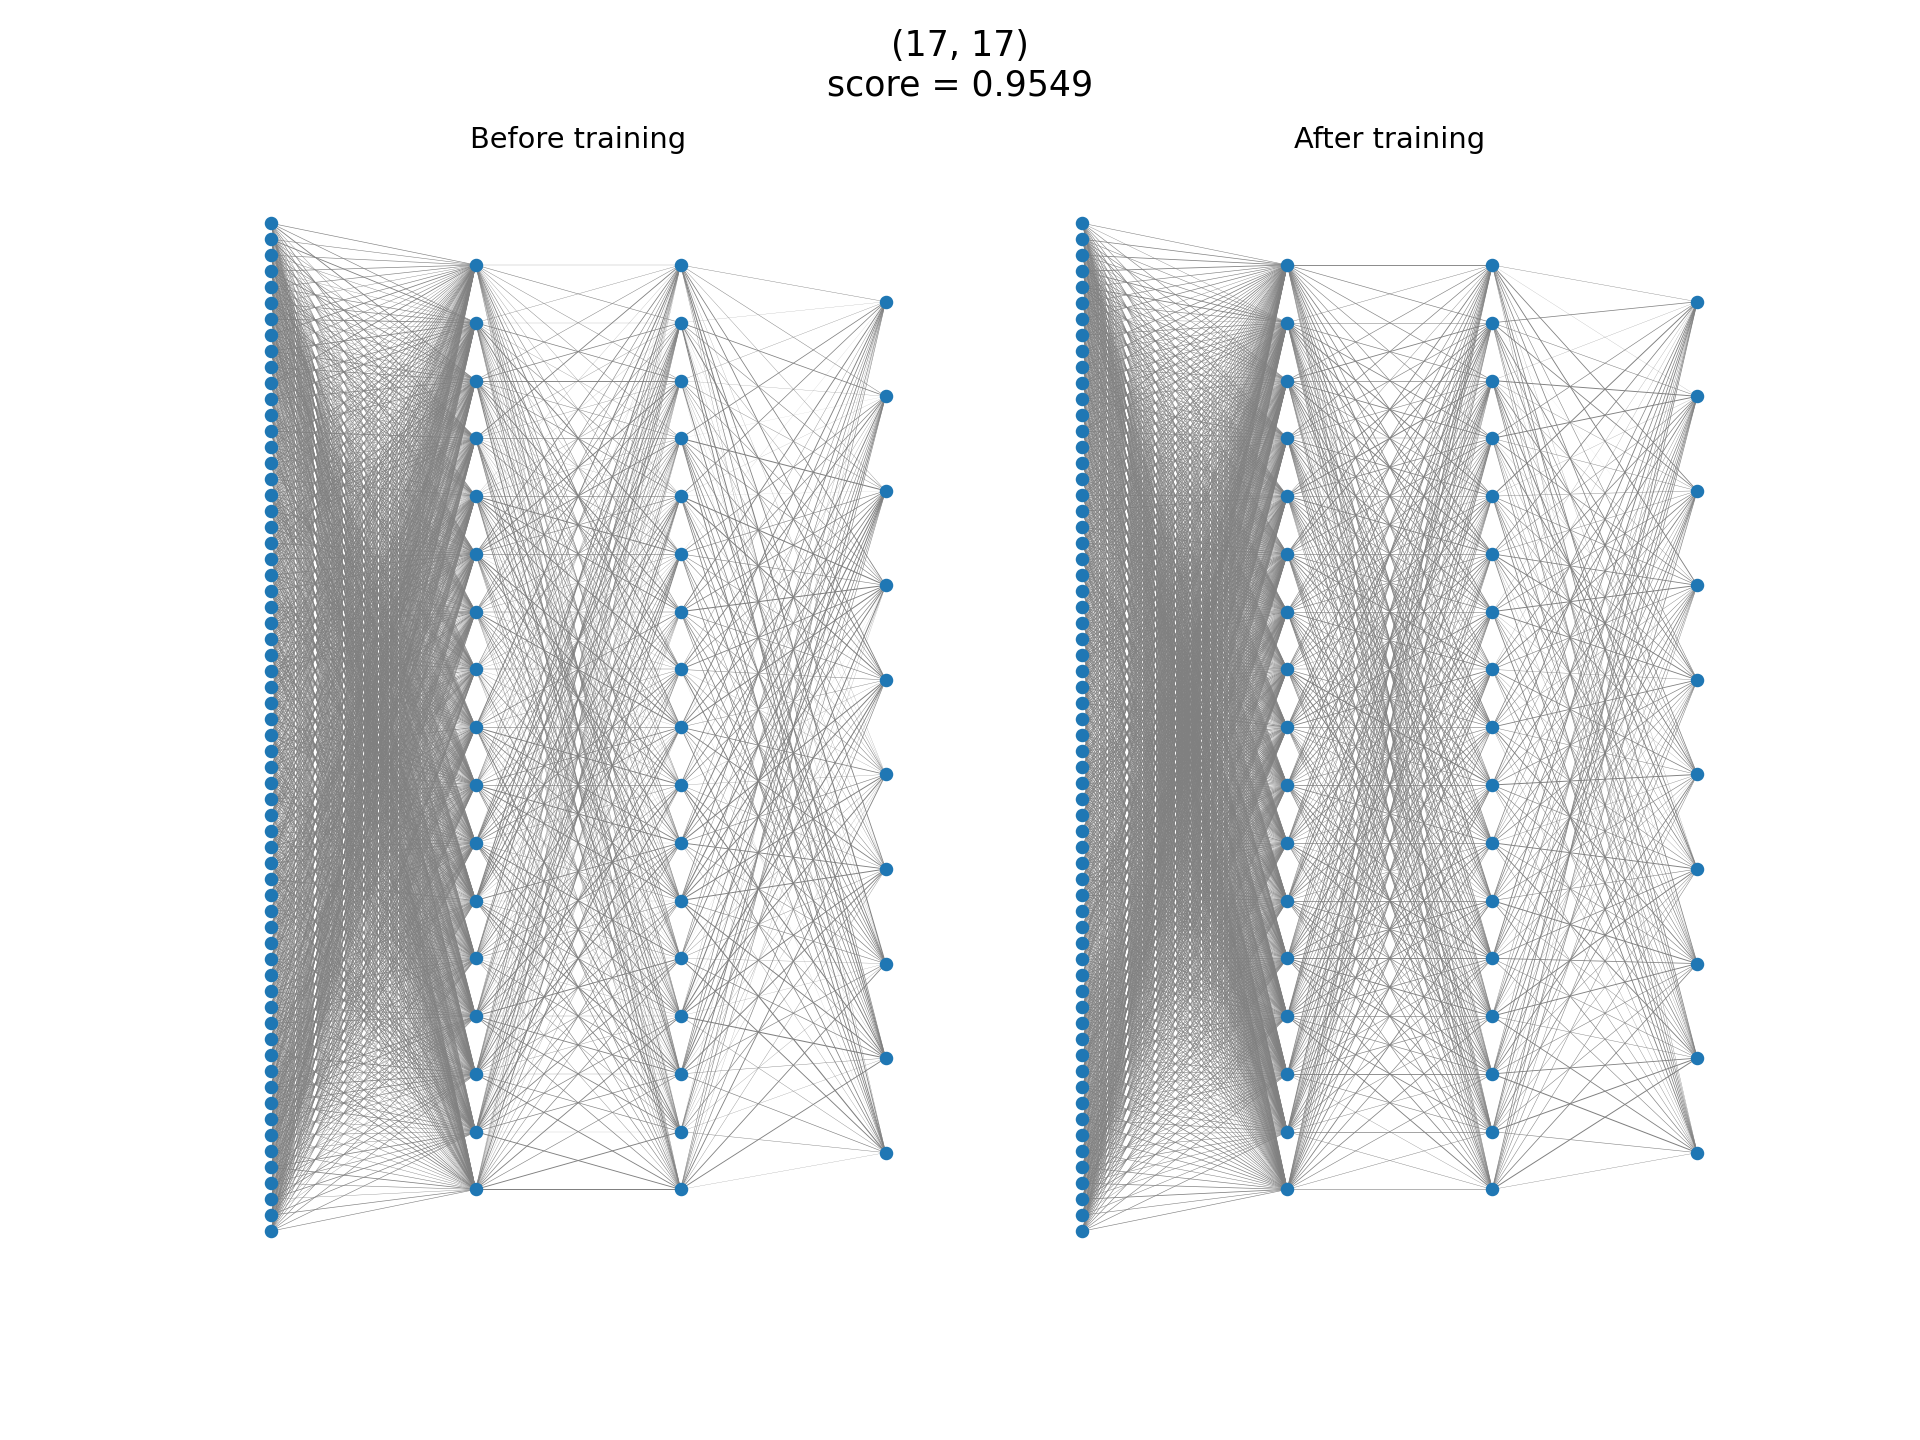 (17, 17)
score = 0.9549
Before training
After training